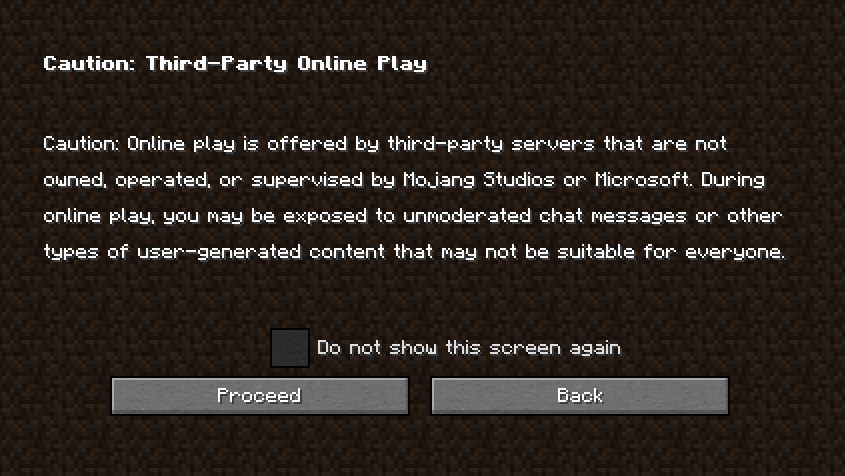 Caution: Third-Party Online Play
Caution: Online play is offered by third-party servers that are not
owned, operated, or supervised by Mojang Studios or Microsoft. During
online play, you may be exposed to unmoderated chat messages or other
types of user-generated content that may not be suitable for everyone.
Do not show this screen again
Proceed
Back